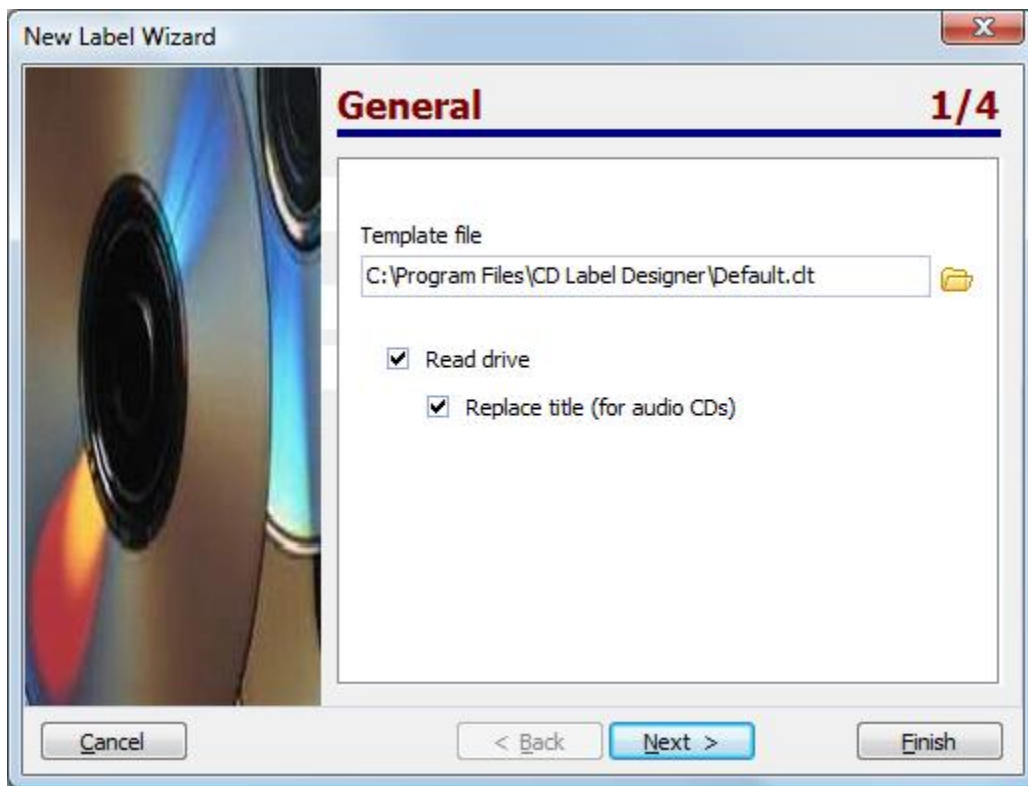 New Label Wizard
General 1/4
Template file
C:\Program Files\CD Label Designer\Default.clt
Read drive
Replace title (for audio CDs)
Cancel < Back Next > Finish